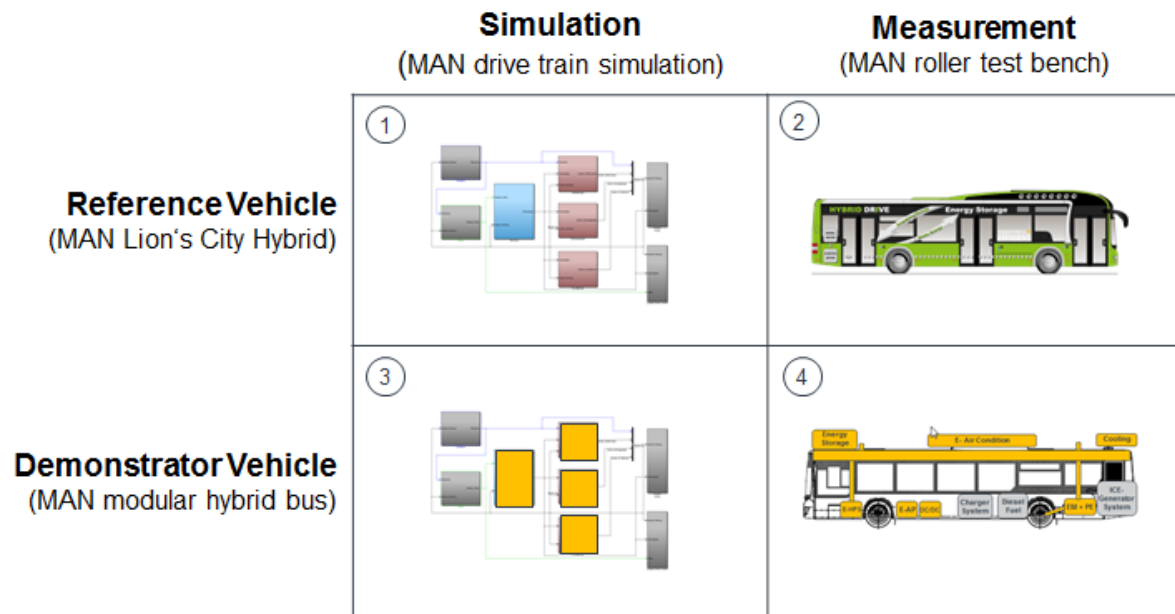 Simulation
(MAN drive train simulation)
Measurement
(MAN roller test bench)
Reference Vehicle
(MAN Lion's City Hybrid)
1
2
HYBRID DRIVE
Energy Storage
Demonstrator Vehicle
(MAN modular hybrid bus)
3
4
Energy
Storage
E- Air Condition
Cooling
E-HPS
E-AP
DC/DC
Charger
System
Diesel
Fuel
EM + PE
ICE-
Generator
System